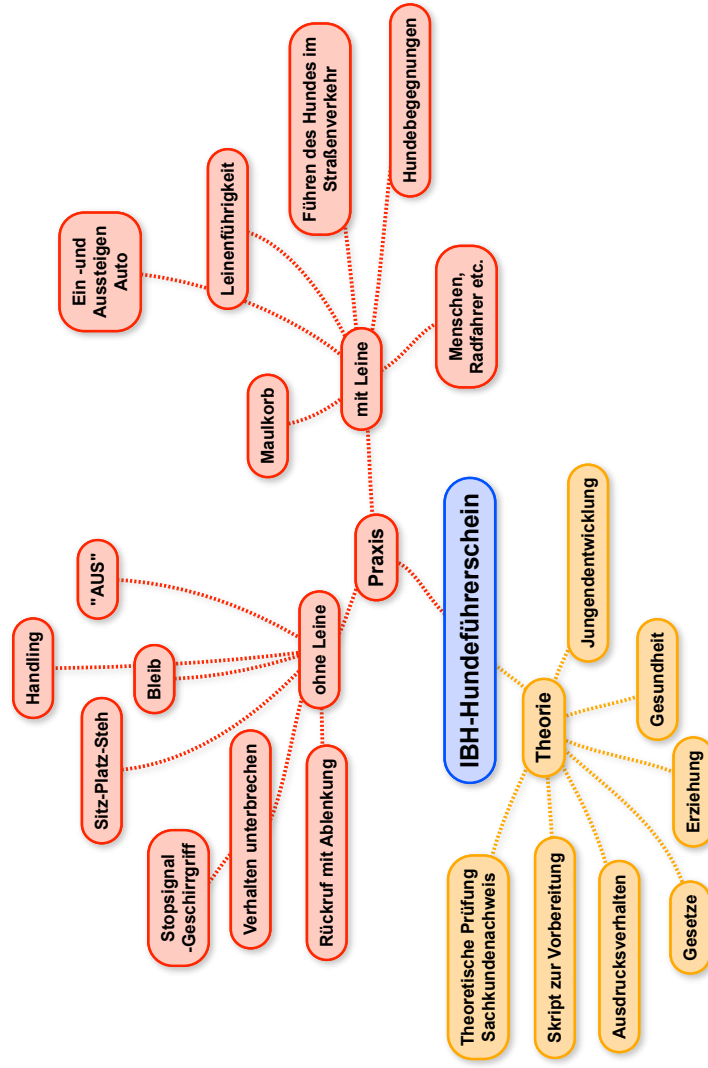 IBH-Hundeführerschein
Praxis
mit Leine
Maulkorb
Ein -und
Aussteigen
Auto
Leinenführigkeit
Führen des Hundes im
Straßenverkehr
Hundebegegnungen
Menschen,
Radfahrer etc.
ohne Leine
"AUS"
Handling
Bleib
Sitz-Platz-Steh
Stopsignal
-Geschirrgriff
Verhalten unterbrechen
Rückruf mit Ablenkung
Theorie
Theoretische Prüfung
Sachkundenachweis
Skript zur Vorbereitung
Ausdrucksverhalten
Gesetze
Erziehung
Gesundheit
Jungendentwicklung